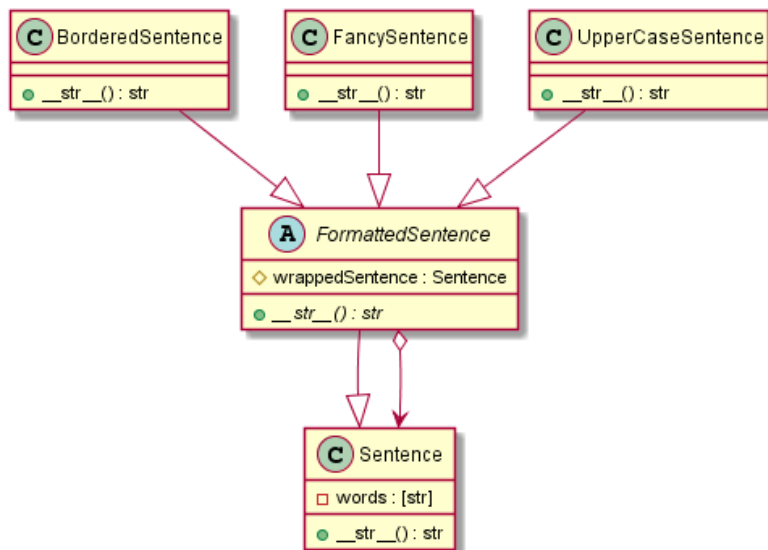 C BorderedSentence
__str__() : str
C FancySentence
__str__() : str
C UpperCaseSentence
__str__() : str
A FormattedSentence
wrappedSentence : Sentence
__str__() : str
C Sentence
words : [str]
__str__() : str